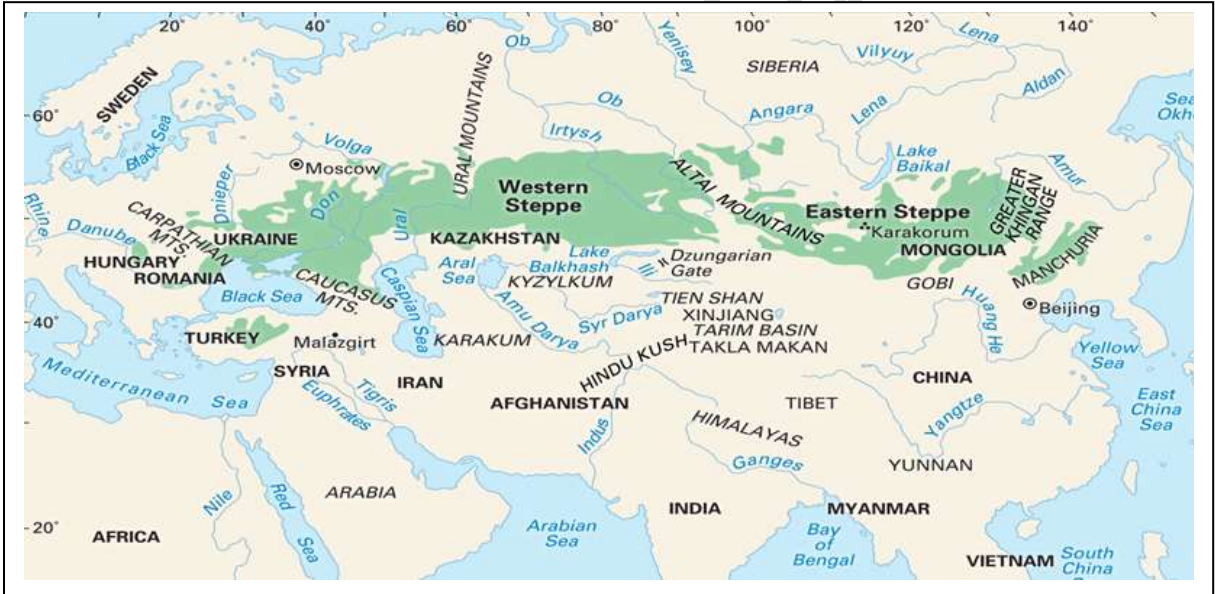 20°
40°
60°
80°
100°
120°
140°
60°
40°
20°
SWEDEN
Black Sea
Moscow
Volga
URAL MOUNTAINS
Ob
Ob
Irtysh
Yenisey
SIBERIA
Vilyuy
Lena
Lena
Aldan
Angara
Sea
Okh
Lake
Baikal
Amur
Rhine
Danube
Dnieper
Don
Ural
CARPATHIAN
MTS.
UKRAINE
HUNGARY
ROMANIA
Western
Steppe
KAZAKHSTAN
ALTAI MOUNTAINS
Eastern Steppe
Karakorum
MONGOLIA
GREATER
KHINGAN
RANGE
MANCHURIA
GOBI
Black Sea
CAUCASUS
MTS.
Caspian Sea
Aral
Sea
Lake
Balkhash
Ili
Dzungarian
Gate
KYZYLKUM
Amu Darya
Syr Darya
TIEN SHAN
XINJIANG
TARIM BASIN
TAKLA MAKAN
Huang He
Beijing
TURKEY
Malazgirt
KARAKUM
HINDU KUSH
Yellow
Sea
Mediterranean Sea
SYRIA
Euphrates
Tigris
IRAN
AFGHANISTAN
TIBET
CHINA
East
China
Sea
Indus
HIMALAYAS
Ganges
Yangtze
YUNNAN
Nile
Red
Sea
ARABIA
AFRICA
Arabian
Sea
INDIA
Bay
of
Bengal
MYANMAR
VIETNAM
South
China